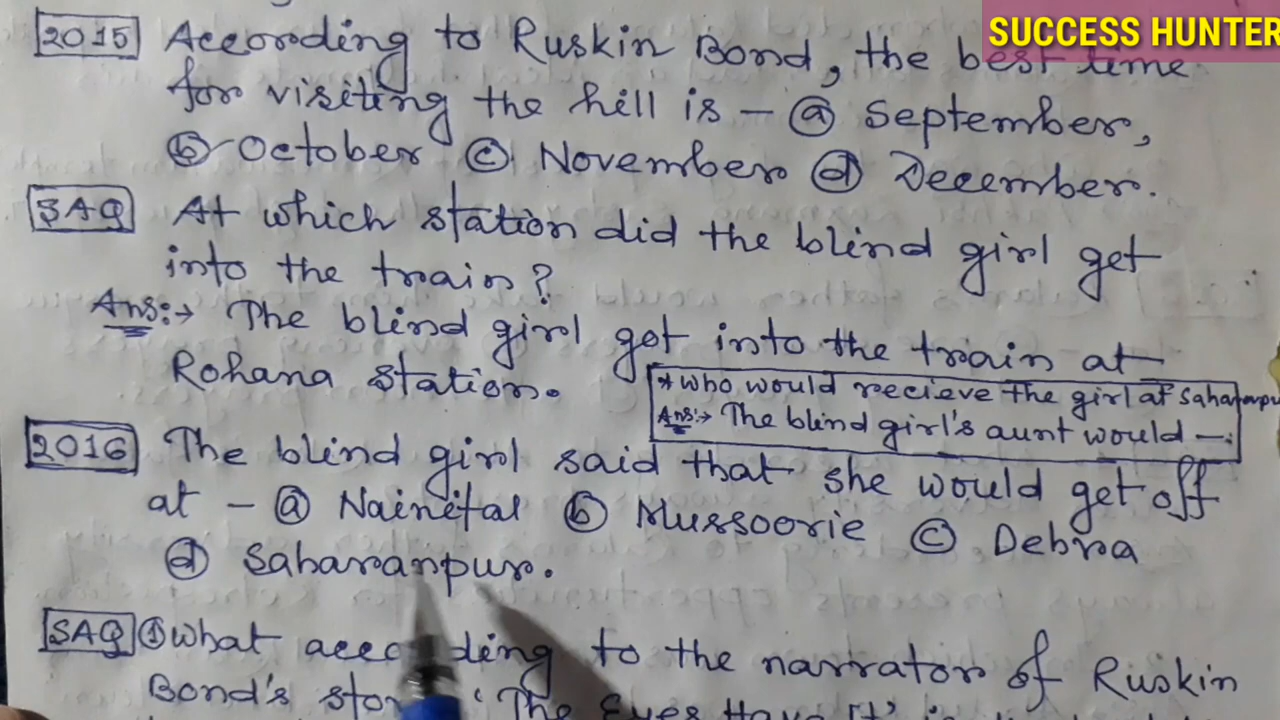 SUCCESS HUNTER
2015 According to Ruskin Bond, the best time
for visiting the hill is - (a) September,
(b) October (c) November (d) December.
SAQ At which station did the blind girl get
into the train?
Ans:→ The blind girl got into the train at
Rohana station.
* Who would recieve the girl at Saharanpu
Ans:→ The blind girl's aunt would —.
2016 The blind girl said that she would get off
at - (a) Nainital (b) Mussoorie (c) Dehra
(d) Saharanpur.
SAQ (1) What according to the narrator of Ruskin
Bond's story 'The Eyes Have It' is